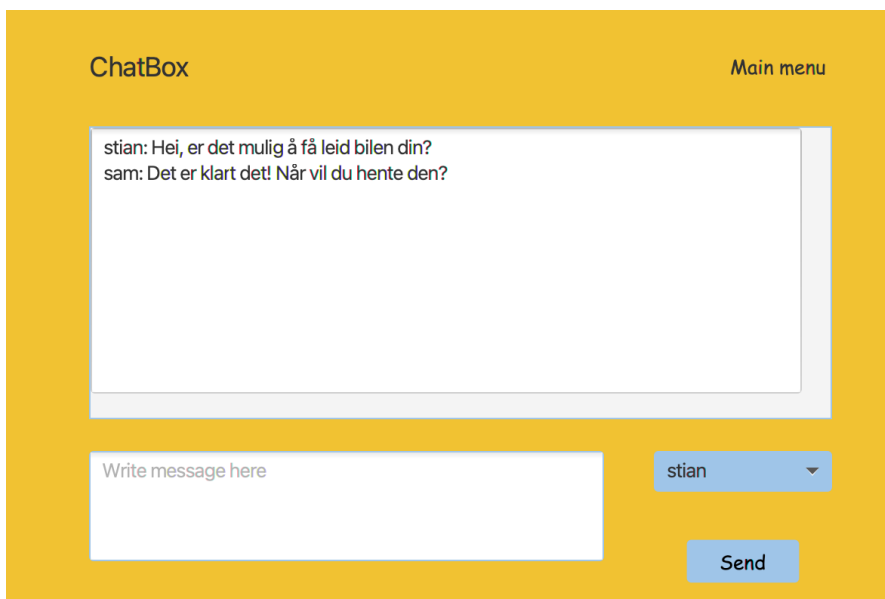 ChatBox
Main menu
stian: Hei, er det mulig å få leid bilen din?
sam: Det er klart det! Når vil du hente den?
Write message here
stian
Send